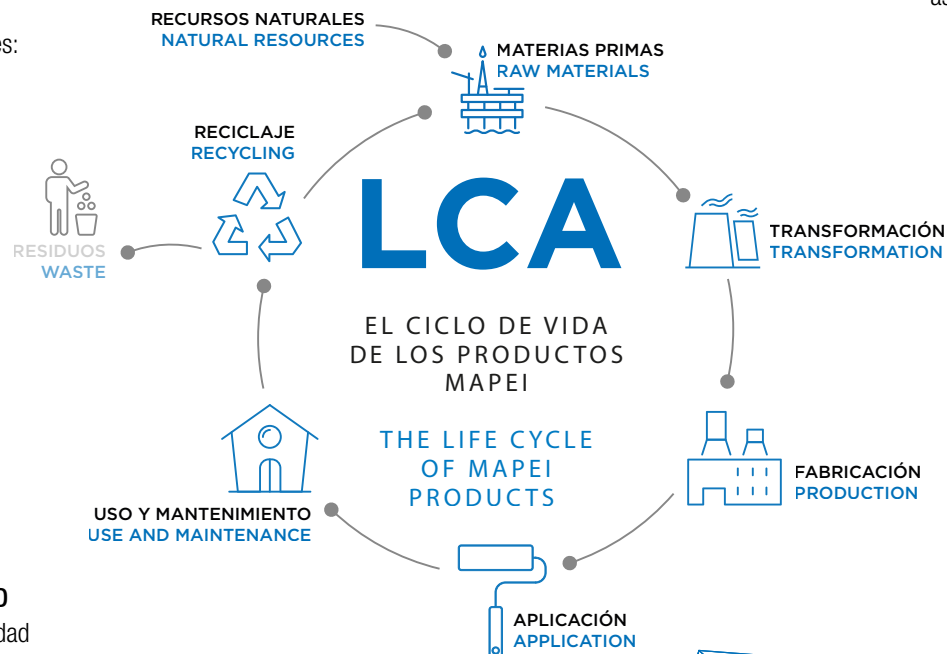 RECURSOS NATURALES
NATURAL RESOURCES
MATERIAS PRIMAS
RAW MATERIALS
RECICLAJE
RECYCLING
RESIDUOS
WASTE
LCA
TRANSFORMACIÓN
TRANSFORMATION
EL CICLO DE VIDA
DE LOS PRODUCTOS
MAPEI
THE LIFE CYCLE
OF MAPEI
PRODUCTS
FABRICACIÓN
PRODUCTION
USO Y MANTENIMIENTO
USE AND MAINTENANCE
APLICACIÓN
APPLICATION